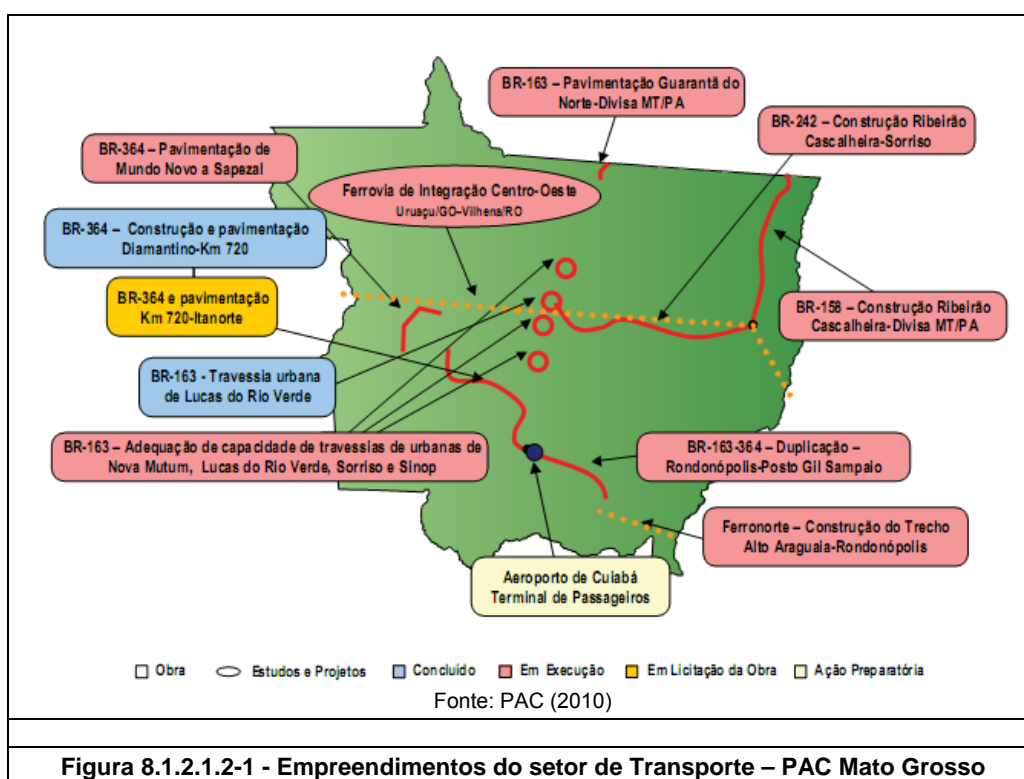 BR-163 – Pavimentação Guarantã do
Norte-Divisa MT/PA
BR-242 – Construção Ribeirão
Cascalheira-Sorriso
BR-364 – Pavimentação de
Mundo Novo a Sapezal
Ferrovia de Integração Centro-Oeste
Uruaçu/GO–Vilhena/RO
BR-364 – Construção e pavimentação
Diamantino-Km 720
BR-364 e pavimentação
Km 720-Itanorte
BR-158 – Construção Ribeirão
Cascalheira-Divisa MT/PA
BR-163 - Travessia urbana
de Lucas do Rio Verde
BR-163 – Adequação de capacidade de travessias de urbanas de
Nova Mutum, Lucas do Rio Verde, Sorriso e Sinop
BR-163-364 – Duplicação –
Rondonópolis-Posto Gil Sampaio
Ferronorte – Construção do Trecho
Alto Araguaia-Rondonópolis
Aeroporto de Cuiabá
Terminal de Passageiros
Obra Estudos e Projetos Concluído Em Execução Em Licitação da Obra Ação Preparatória
Fonte: PAC (2010)
Figura 8.1.2.1.2-1 - Empreendimentos do setor de Transporte – PAC Mato Grosso